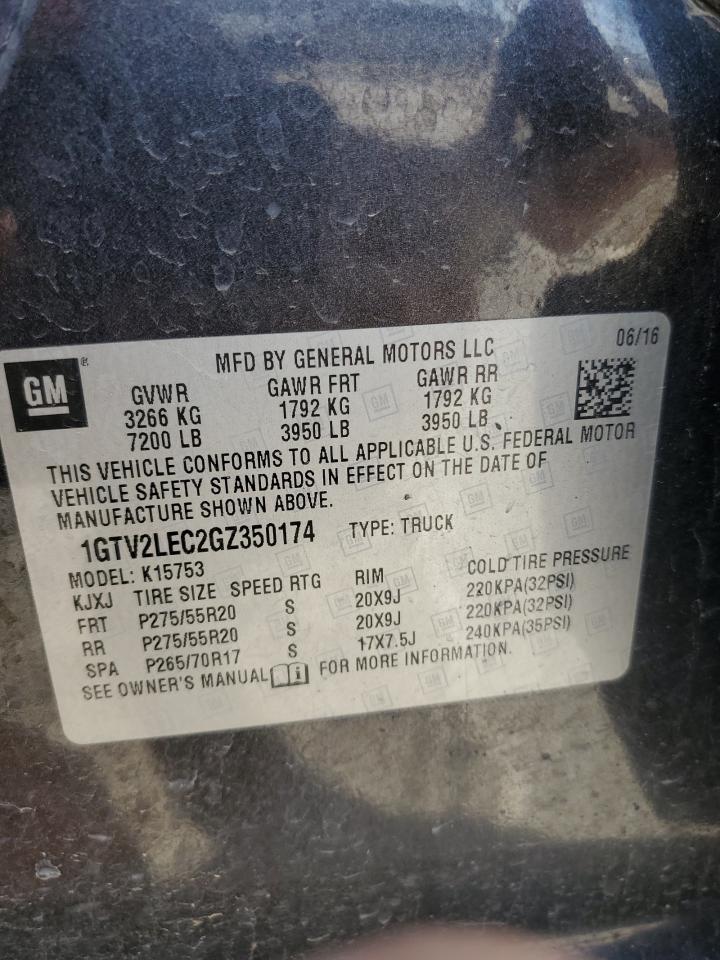 06/16
GM ®
MFD BY GENERAL MOTORS LLC
GVWR GAWR FRT GAWR RR
3266 KG 1792 KG 1792 KG
7200 LB 3950 LB 3950 LB
THIS VEHICLE CONFORMS TO ALL APPLICABLE U.S. FEDERAL MOTOR
VEHICLE SAFETY STANDARDS IN EFFECT ON THE DATE OF
MANUFACTURE SHOWN ABOVE.
1GTV2LEC2GZ350174 TYPE: TRUCK
MODEL: K15753
KJXJ TIRE SIZE SPEED RTG RIM COLD TIRE PRESSURE
FRT P275/55R20 S 20X9J 220KPA(32PSI)
RR P275/55R20 S 20X9J 220KPA(32PSI)
SPA P265/70R17 S 17X7.5J 240KPA(35PSI)
SEE OWNER'S MANUAL i FOR MORE INFORMATION.